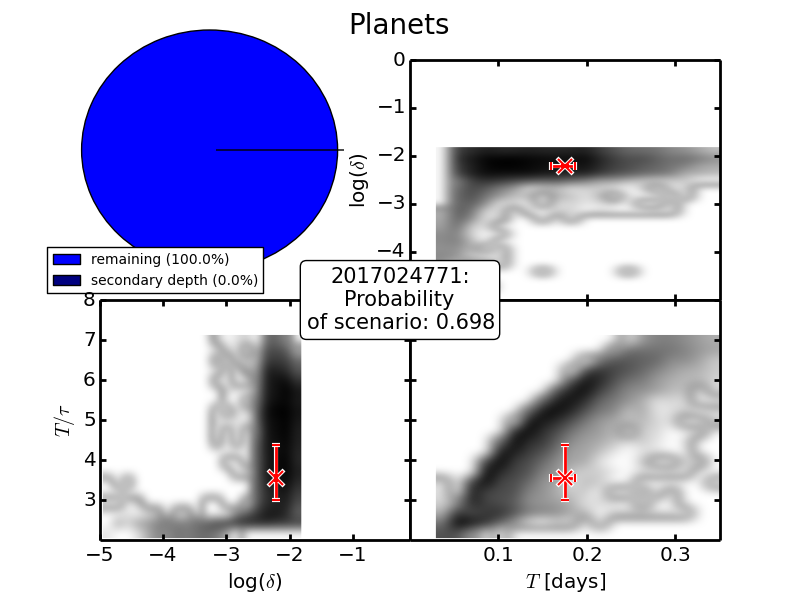 Planets
remaining (100.0%)
secondary depth (0.0%)
0
−1
−2
−3
−4
log(δ)
2017024771:
Probability
of scenario: 0.698
8
7
6
5
4
3
T/τ
−5
−4
−3
−2
−1
log(δ)
0.1
0.2
0.3
T [days]